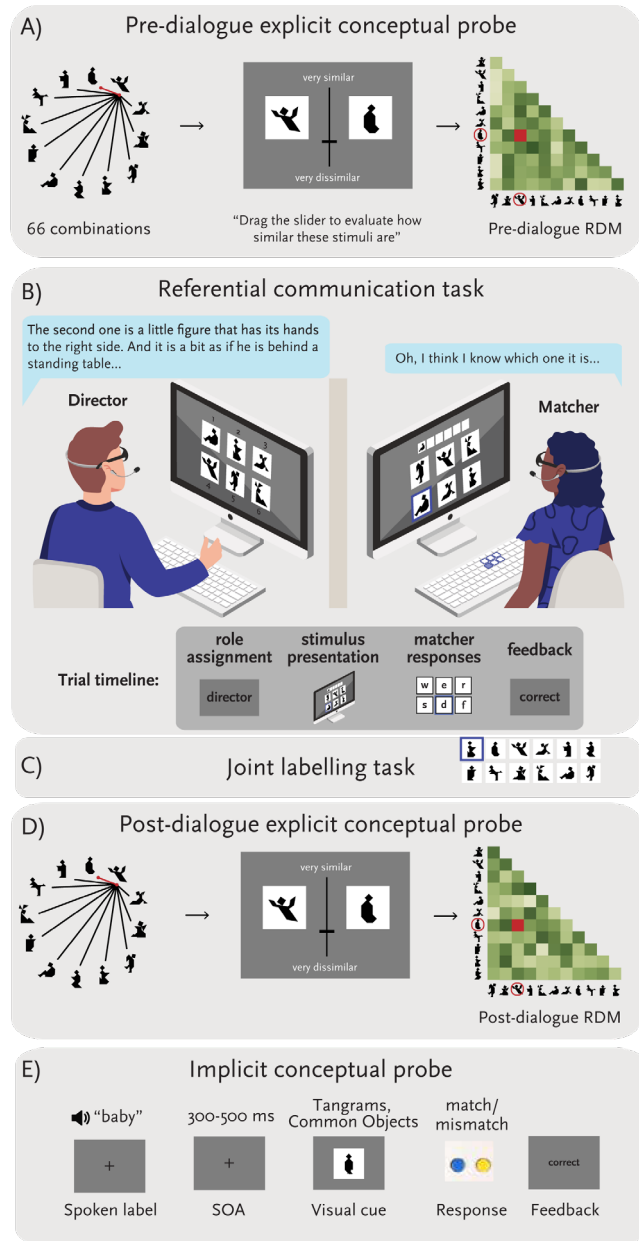 A) Pre-dialogue explicit conceptual probe
very similar
very dissimilar
66 combinations
"Drag the slider to evaluate how
similar these stimuli are"
Pre-dialogue RDM
B) Referential communication task
The second one is a little figure that has its hands
to the right side. And it is a bit as if he is behind a
standing table...
Oh, I think I know which one it is...
Director
Matcher
1 2 3
4 5 6
Trial timeline:
role
assignment
stimulus
presentation
matcher
responses
feedback
director
w e r
s d f
correct
C) Joint labelling task
D) Post-dialogue explicit conceptual probe
very similar
very dissimilar
Post-dialogue RDM
E) Implicit conceptual probe
"baby"
300-500 ms
Tangrams,
Common Objects
match/
mismatch
+
+
correct
Spoken label
SOA
Visual cue
Response
Feedback